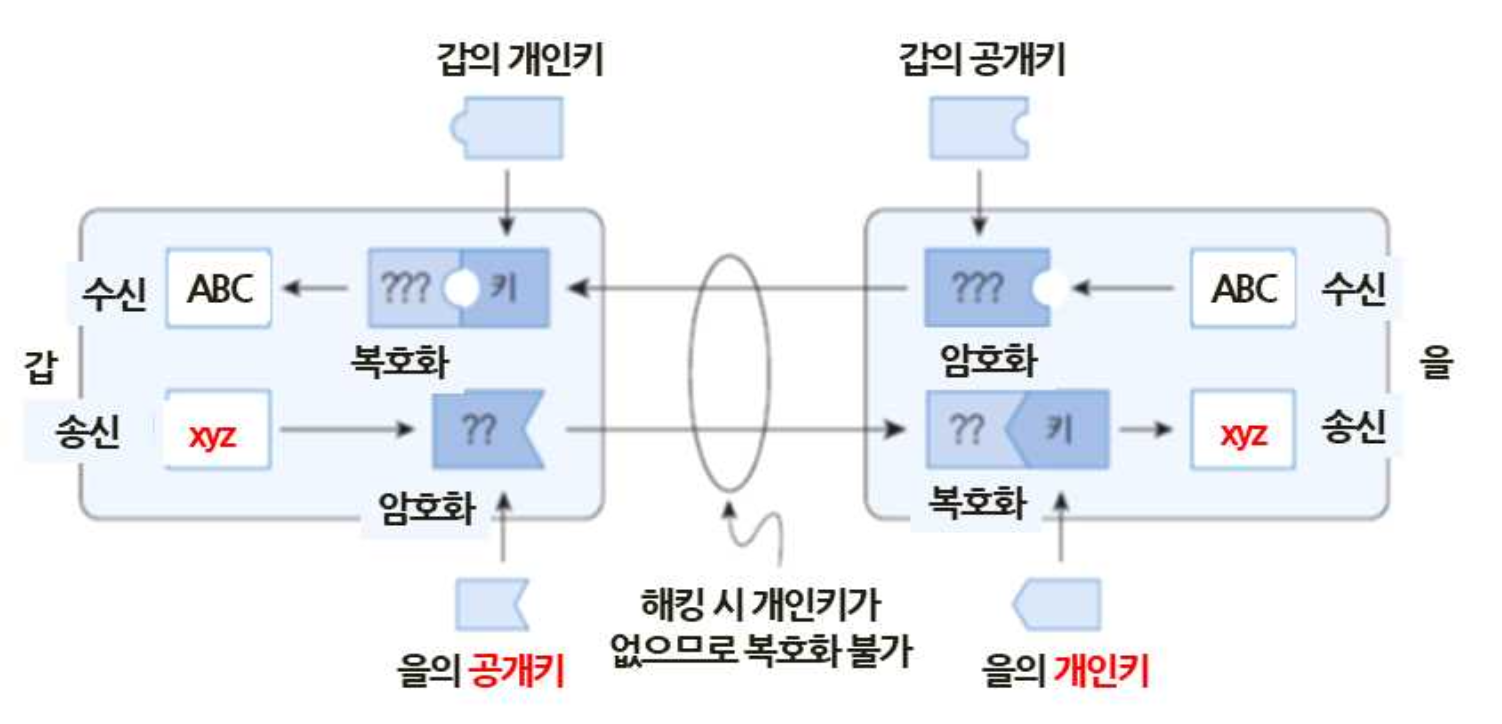 갑의 개인키
갑의 공개키
수신
ABC
???
키
???
ABC
수신
복호화
암호화
갑
을
송신
xyz
??
??
키
xyz
송신
암호화
복호화
해킹 시 개인키가
없으므로 복호화 불가
을의 공개키
을의 개인키